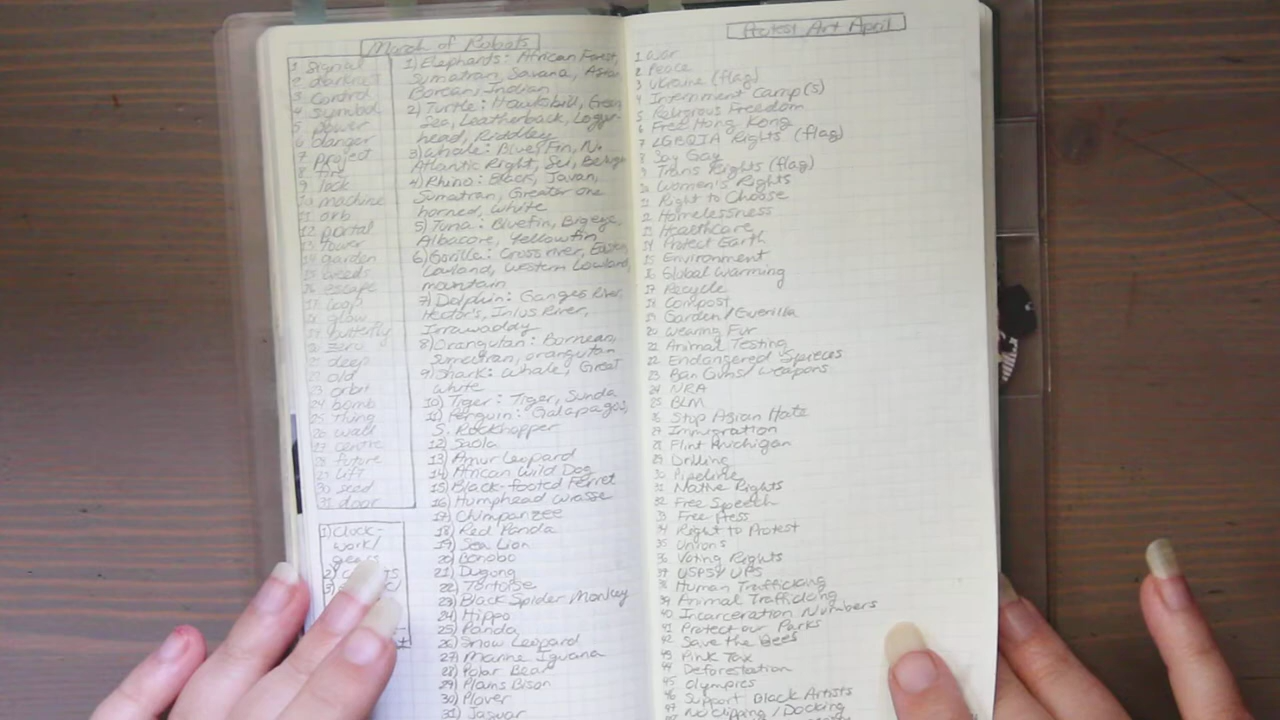 March of Robots
1 Signal
2 darkness
3 Control
4 symbol
5 power
6 danger
7 project
8 tiny
9 lock
10 machine
11 orb
12 portal
13 tower
14 garden
15 weeds
16 escape
17 loop
18 glow
19 butterfly
20 zero
21 deep
22 old
23 orbit
24 bomb
25 thing
26 wall
27 centre
28 future
29 lift
30 seed
31 door
1) Clock-
work/
gears
2)
3)
1) Elephants: African Forest,
Sumatran, Savana, Asian,
Borean, Indian
2) Turtle: Hawksbill, Green
Sea, Leatherback, Logger-
head, Riddley
3) Whale: Blue, Fin, N.
Atlantic Right, Sei, Beluga
4) Rhino: Black, Javan,
Sumatran, Greater one
horned, White
5) Tuna: Bluefin, Bigeye,
Albacore, Yellowfin
6) Gorilla: Cross river, Eastern
Lowland, Western Lowland,
mountain
7) Dolphin: Ganges River,
Hector's, Indus River,
Irrawaddy
8) Orangutan: Bornean,
Sumatran, orangutan
9) Shark: Whale, Great
White
10) Tiger: Tiger, Sunda
11) Penguin: Galapagos,
S. Rockhopper
12) Saola
13) Amur Leopard
14) African Wild Dog
15) Black-footed Ferret
16) Humphead Wrasse
17) Chimpanzee
18) Red Panda
19) Sea Lion
20) Bonobo
21) Dugong
22) Tortoise
23) Black Spider Monkey
24) Hippo
25) Panda
26) Snow Leopard
27) Marine Iguana
28) Polar Bear
29) Plains Bison
30) Plover
31) Jaguar
Protest Art April
1 War
2 Peace
3 Ukraine (flag)
4 Internment Camp(s)
5 Religious Freedom
6 Free Hong Kong
7 LGBQIA Rights (flag)
8 Say Gay
9 Trans Rights (flag)
10 Women's Rights
11 Right to Choose
12 Homelessness
13 Healthcare
14 Protect Earth
15 Environment
16 Global Warming
17 Recycle
18 Compost
19 Garden/Guerilla
20 Wearing Fur
21 Animal Testing
22 Endangered Species
23 Ban Guns/Weapons
24 NRA
25 BLM
26 Stop Asian Hate
27 Immigration
28 Flint Michigan
29 Drilling
30 Pipeline
31 Native Rights
32 Free Speech
33 Free Press
34 Right to Protest
35 Unions
36 Voting Rights
37 USPS/UPS
38 Human Trafficking
39 Animal Trafficking
40 Incarceration Numbers
41 Protect our Parks
42 Save the Bees
43 Pink Tax
44 Deforestation
45 Olympics
46 Support Black Artists
47 No Clipping/Docking